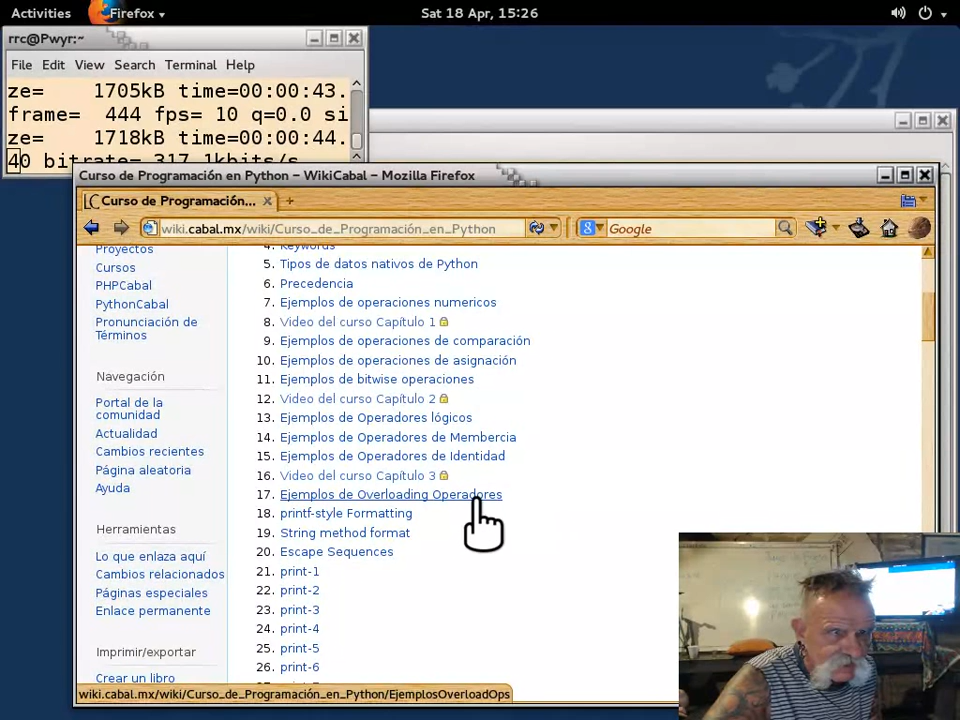 Activities Firefox Sat 18 Apr, 15:26
rrc@Pwyr:~
File Edit View Search Terminal Help
ze= 1705kB time=00:00:43.
frame= 444 fps= 10 q=0.0 si
ze= 1718kB time=00:00:44.
40 bitrate= 317.1kbits/s
Curso de Programación en Python - WikiCabal - Mozilla Firefox
Curso de Programación...
wiki.cabal.mx/wiki/Curso_de_Programación_en_Python Google
Proyectos
Cursos
PHPCabal
PythonCabal
Pronunciación de
Términos
Navegación
Portal de la
comunidad
Actualidad
Cambios recientes
Página aleatoria
Ayuda
Herramientas
Lo que enlaza aquí
Cambios relacionados
Páginas especiales
Enlace permanente
Imprimir/exportar
Crear un libro
4. Keywords
5. Tipos de datos nativos de Python
6. Precedencia
7. Ejemplos de operaciones numericos
8. Video del curso Capítulo 1
9. Ejemplos de operaciones de comparación
10. Ejemplos de operaciones de asignación
11. Ejemplos de bitwise operaciones
12. Video del curso Capítulo 2
13. Ejemplos de Operadores lógicos
14. Ejemplos de Operadores de Membercia
15. Ejemplos de Operadores de Identidad
16. Video del curso Capítulo 3
17. Ejemplos de Overloading Operadores
18. printf-style Formatting
19. String method format
20. Escape Sequences
21. print-1
22. print-2
23. print-3
24. print-4
25. print-5
26. print-6
wiki.cabal.mx/wiki/Curso_de_Programación_en_Python/EjemplosOverloadOps